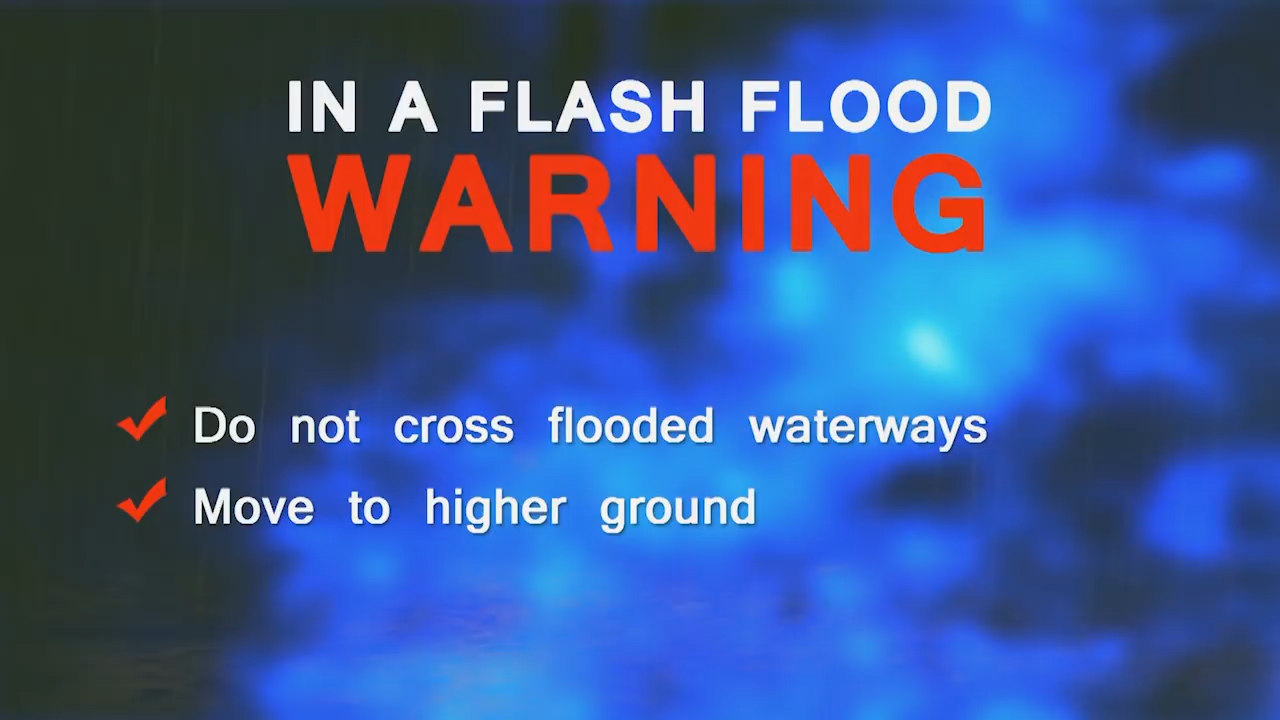 IN A FLASH FLOOD
WARNING
Do not cross flooded waterways
Move to higher ground